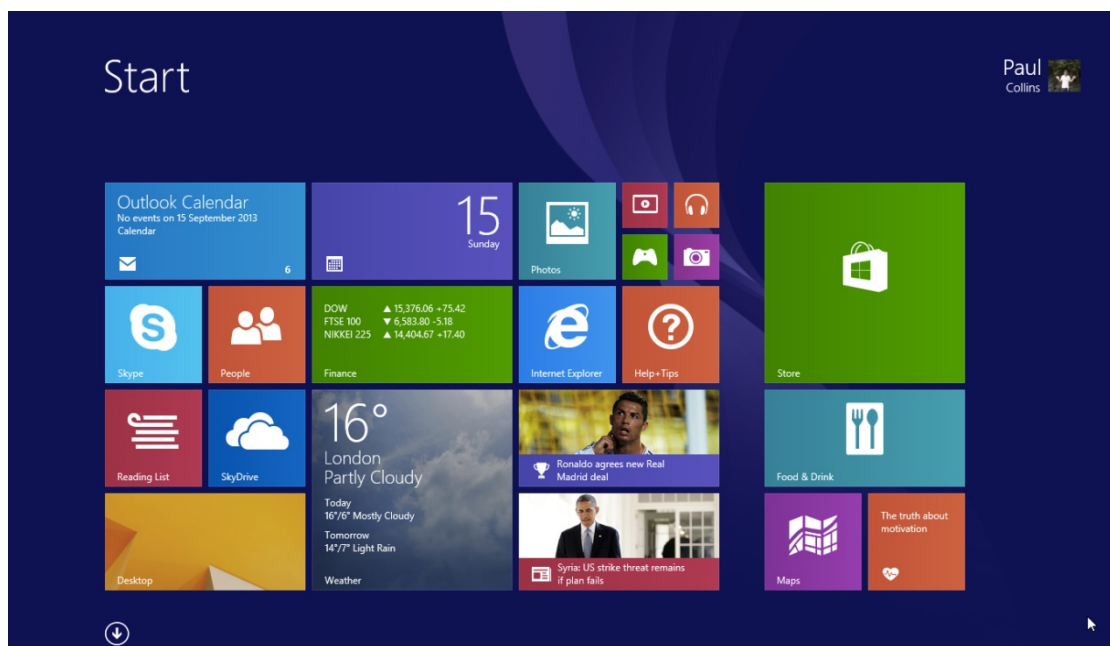 Start
Paul
Collins
Outlook Calendar
No events on 15 September 2013
Calendar
6
15
Sunday
Photos
Skype
People
DOW ▲ 15,376.06 +75.42
FTSE 100 ▼ 6,583.80 -5.18
NIKKEI 225 ▲ 14,404.67 +17.40
Finance
Internet Explorer
Help+Tips
Store
Reading List
SkyDrive
16°
London
Partly Cloudy
Today
16°/6° Mostly Cloudy
Tomorrow
14°/7° Light Rain
Weather
Ronaldo agrees new Real
Madrid deal
Food & Drink
Desktop
Syria: US strike threat remains
if plan fails
Maps
The truth about
motivation